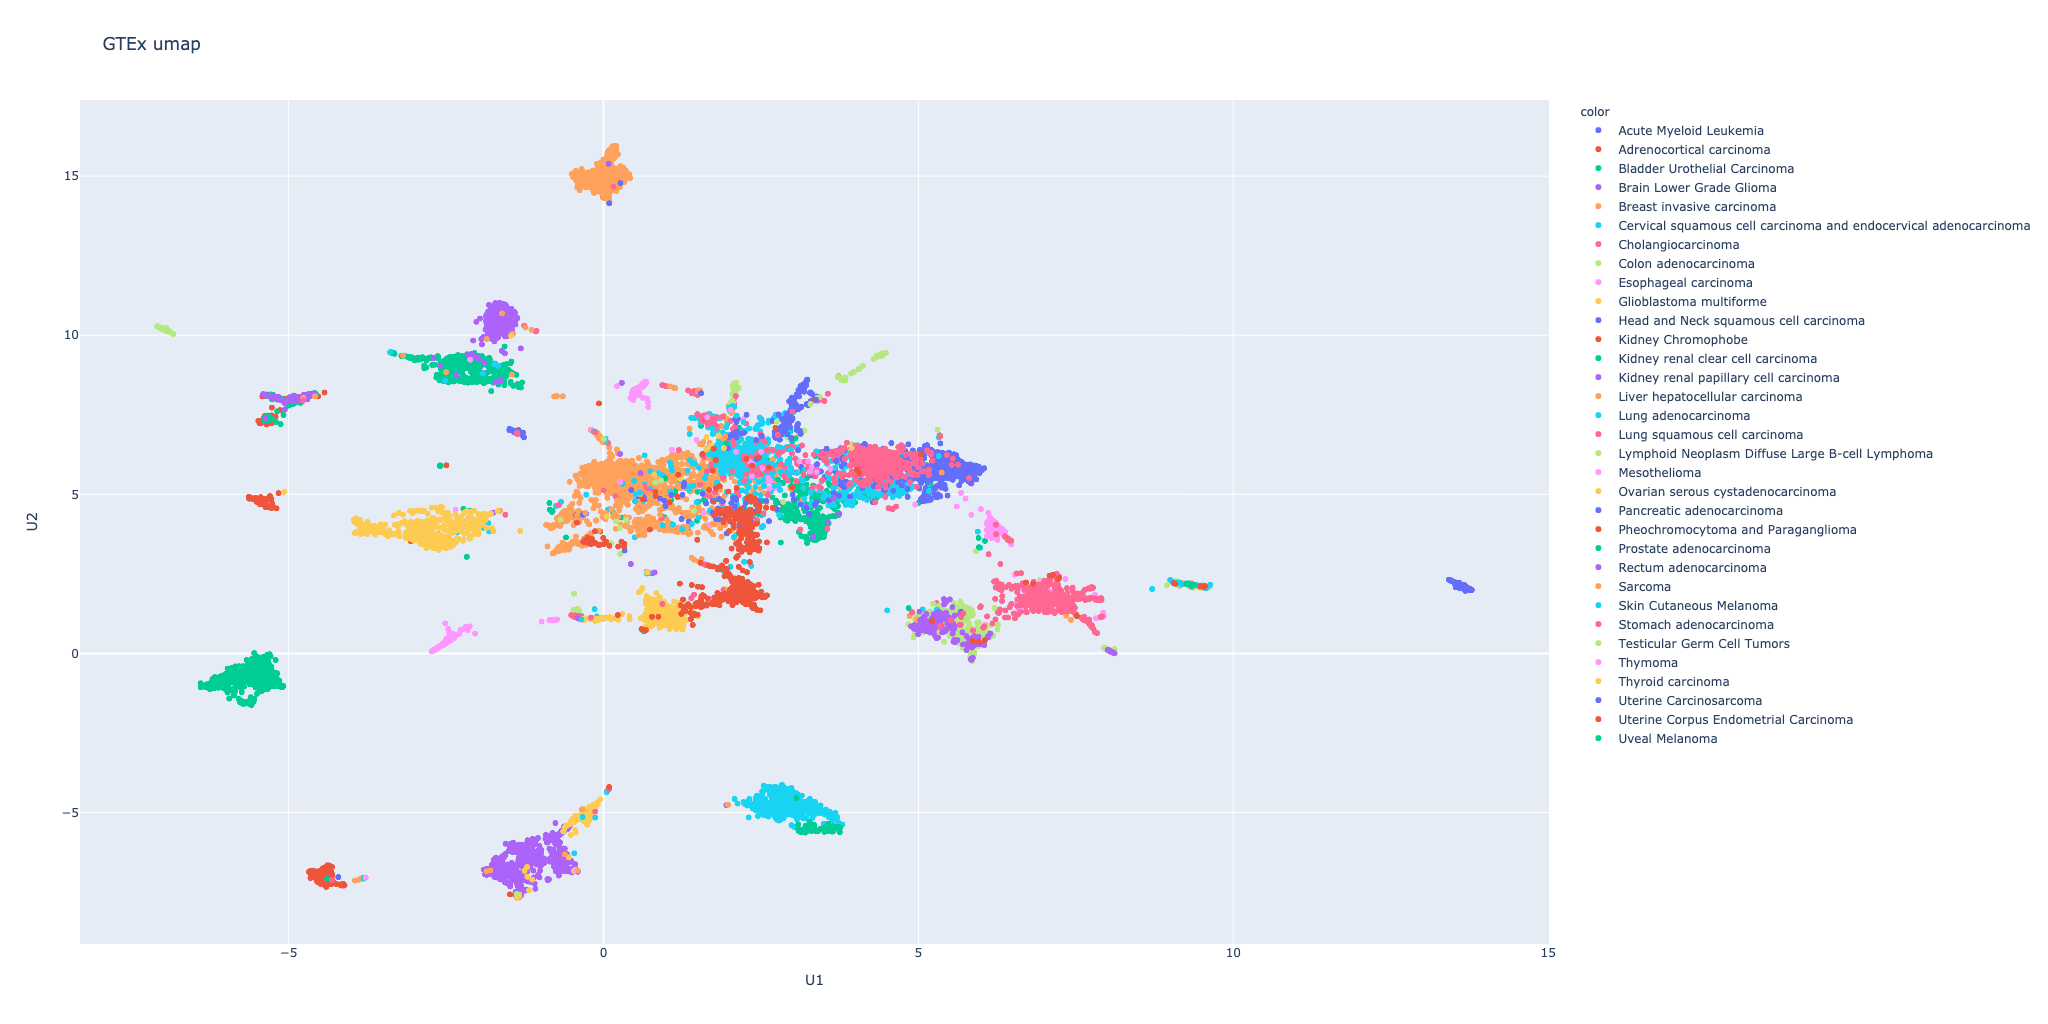 GTEx umap
color
Acute Myeloid Leukemia
Adrenocortical carcinoma
Bladder Urothelial Carcinoma
Brain Lower Grade Glioma
Breast invasive carcinoma
Cervical squamous cell carcinoma and endocervical adenocarcinoma
Cholangiocarcinoma
Colon adenocarcinoma
Esophageal carcinoma
Glioblastoma multiforme
Head and Neck squamous cell carcinoma
Kidney Chromophobe
Kidney renal clear cell carcinoma
Kidney renal papillary cell carcinoma
Liver hepatocellular carcinoma
Lung adenocarcinoma
Lung squamous cell carcinoma
Lymphoid Neoplasm Diffuse Large B-cell Lymphoma
Mesothelioma
Ovarian serous cystadenocarcinoma
Pancreatic adenocarcinoma
Pheochromocytoma and Paraganglioma
Prostate adenocarcinoma
Rectum adenocarcinoma
Sarcoma
Skin Cutaneous Melanoma
Stomach adenocarcinoma
Testicular Germ Cell Tumors
Thymoma
Thyroid carcinoma
Uterine Carcinosarcoma
Uterine Corpus Endometrial Carcinoma
Uveal Melanoma
15
10
5
0
−5
U2
−5 0 5 10 15
U1